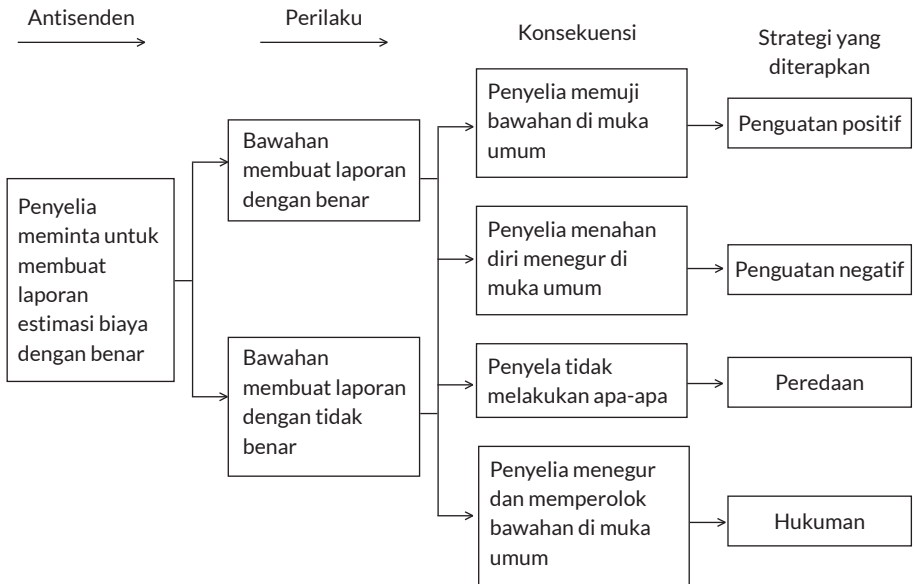 Antisenden
Perilaku
Konsekuensi
Strategi yang
diterapkan
Penyelia
meminta untuk
membuat
laporan
estimasi biaya
dengan benar
Bawahan
membuat laporan
dengan benar
Bawahan
membuat laporan
dengan tidak
benar
Penyelia memuji
bawahan di muka
umum
Penyelia menahan
diri menegur di
muka umum
Penyela tidak
melakukan apa-apa
Penyelia menegur
dan memperolok
bawahan di muka
umum
Penguatan positif
Penguatan negatif
Peredaan
Hukuman